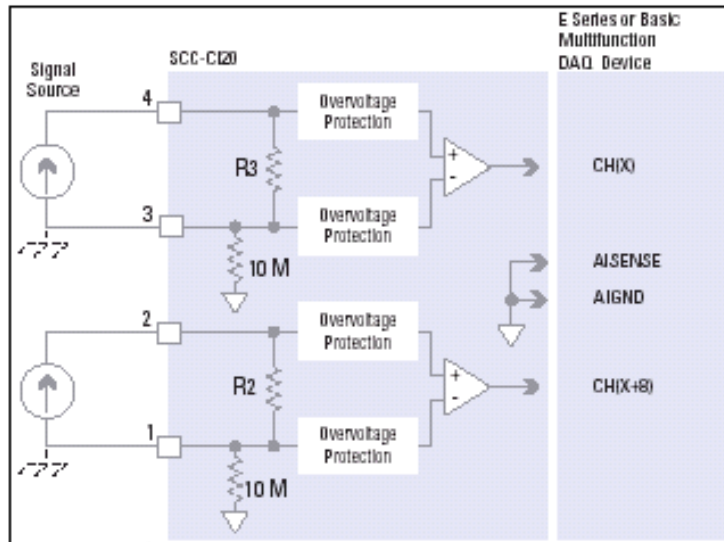 E Series or Basic
Multifunction
DAQ Device
Signal
Source
SCC-CI20
4
Overvoltage
Protection
R3
+
-
CH(X)
3
Overvoltage
Protection
10 M
AISENSE
AIGND
2
Overvoltage
Protection
R2
+
-
CH(X+8)
1
Overvoltage
Protection
10 M